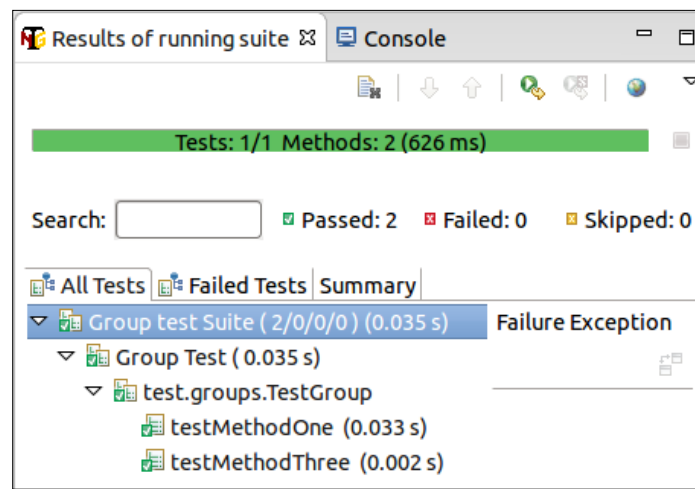 Results of running suite Console
Tests: 1/1 Methods: 2 (626 ms)
Search: Passed: 2 Failed: 0 Skipped: 0
All Tests Failed Tests Summary
Group test Suite ( 2/0/0/0 ) (0.035 s) Failure Exception
Group Test ( 0.035 s)
test.groups.TestGroup
testMethodOne (0.033 s)
testMethodThree (0.002 s)